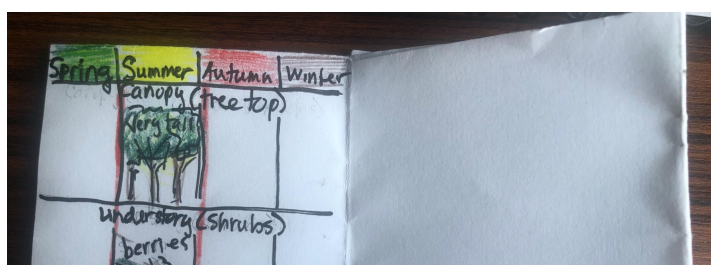 Spring Summer Autumn Winter
Canopy (tree top)
Very tall
understory (shrubs)
berries